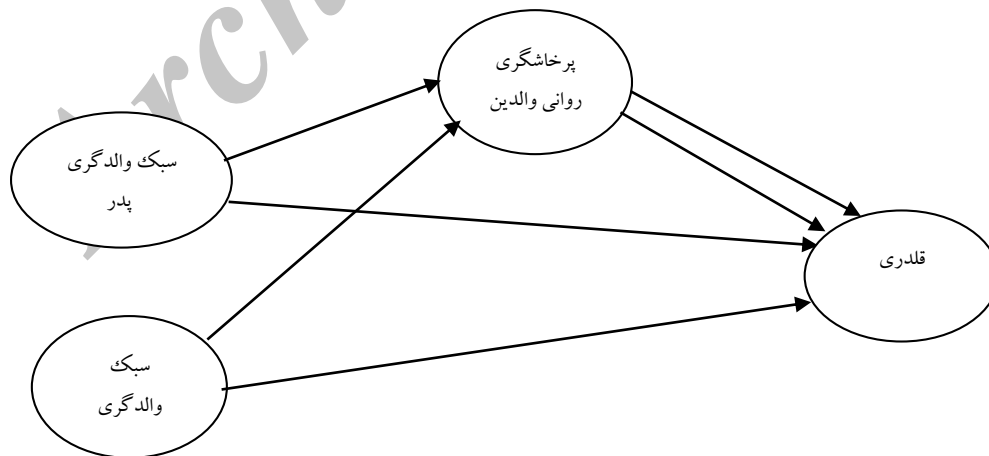 پرخاشگری
روانی والدین
سبک والدگری
پدر
قلدری
سبک
والدگری